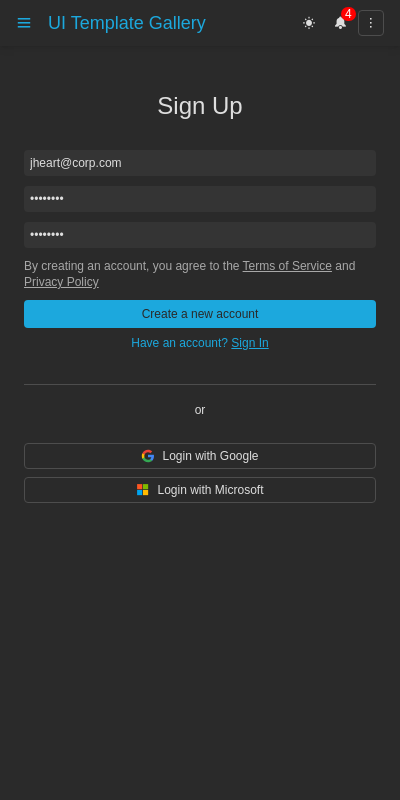 UI Template Gallery
4
Sign Up
jheart@corp.com
••••••••
••••••••
By creating an account, you agree to the Terms of Service and
Privacy Policy
Create a new account
Have an account? Sign In
or
Login with Google
Login with Microsoft